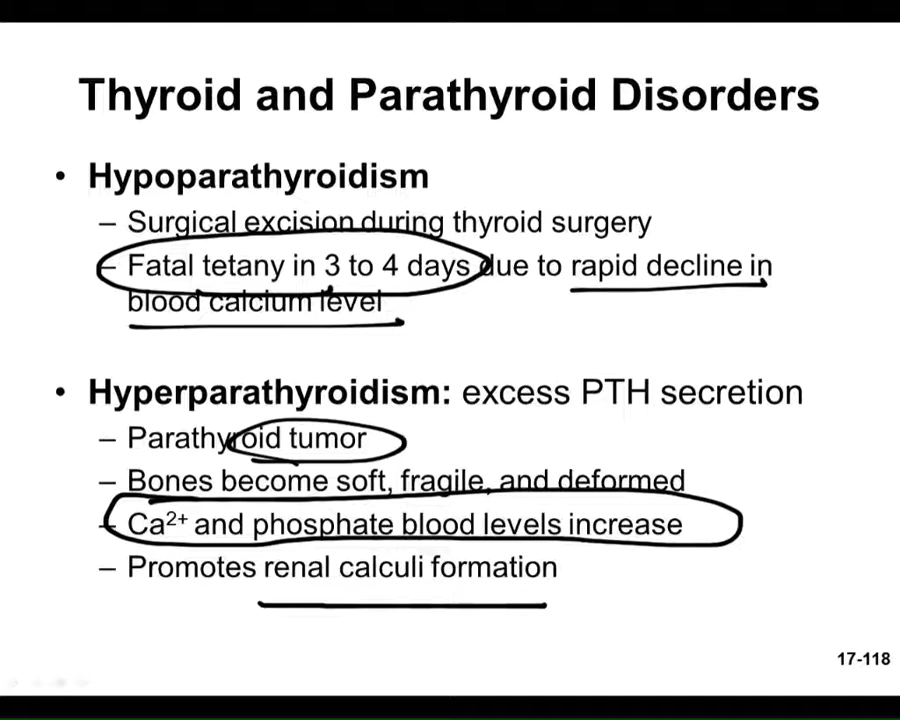 Thyroid and Parathyroid Disorders
• Hypoparathyroidism
– Surgical excision during thyroid surgery
– Fatal tetany in 3 to 4 days due to rapid decline in
blood calcium level
• Hyperparathyroidism: excess PTH secretion
– Parathyroid tumor
– Bones become soft, fragile, and deformed
– Ca²⁺ and phosphate blood levels increase
– Promotes renal calculi formation
17-118